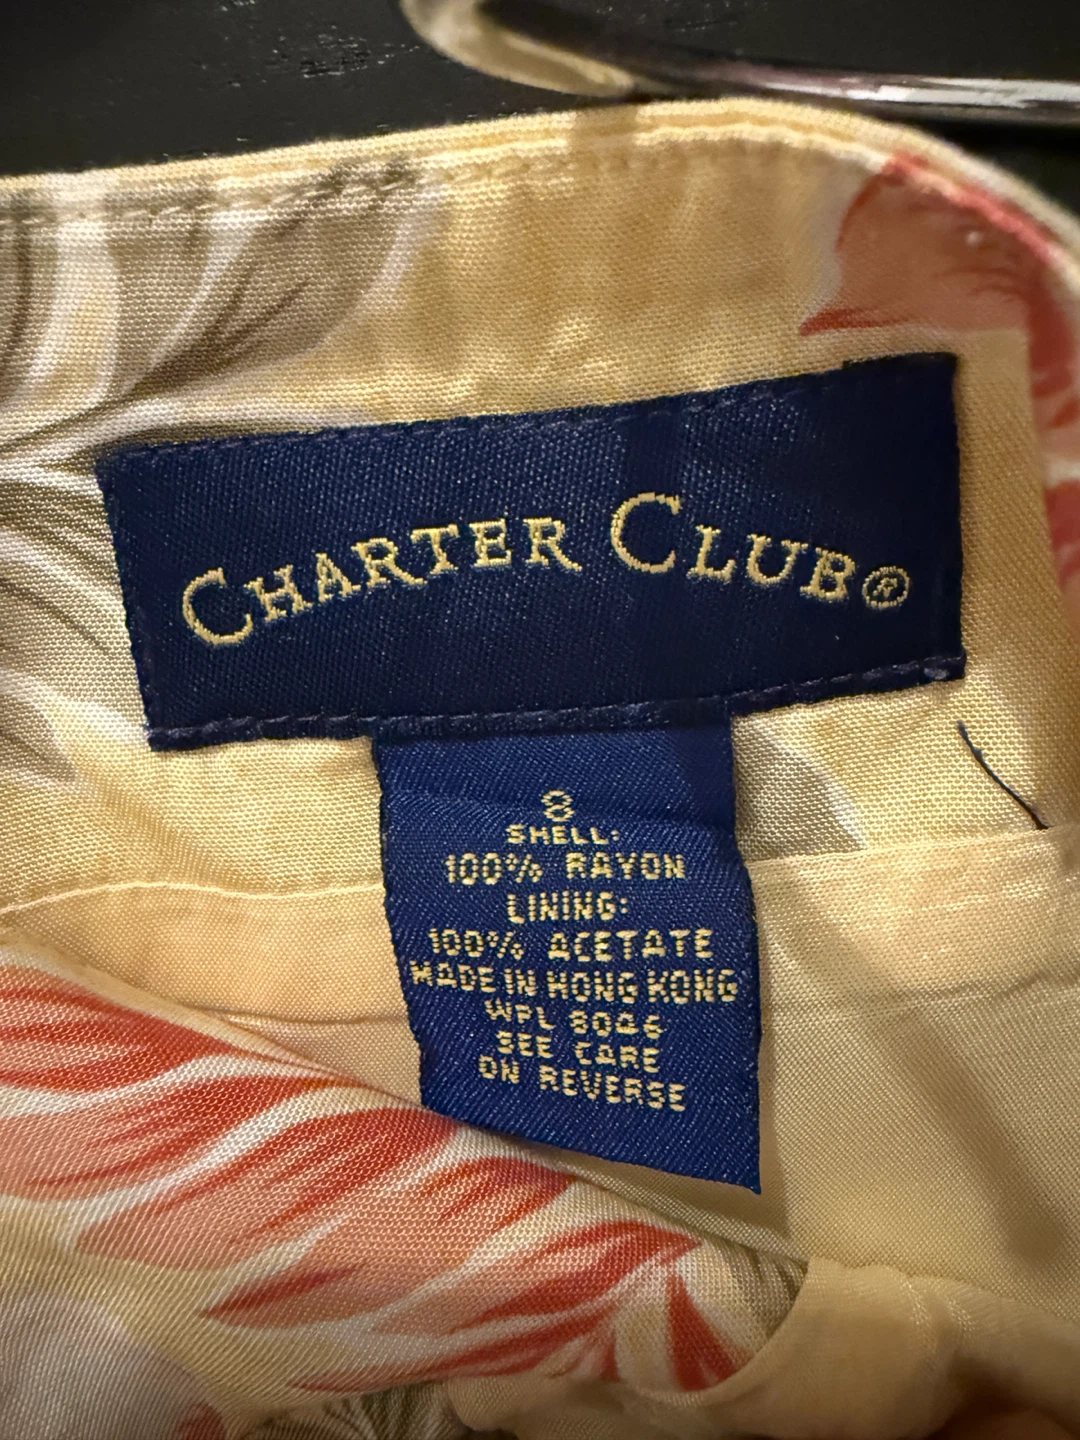 CHARTER CLUB®
8
SHELL:
100% RAYON
LINING:
100% ACETATE
MADE IN HONG KONG
WPL 8046
SEE CARE
ON REVERSE